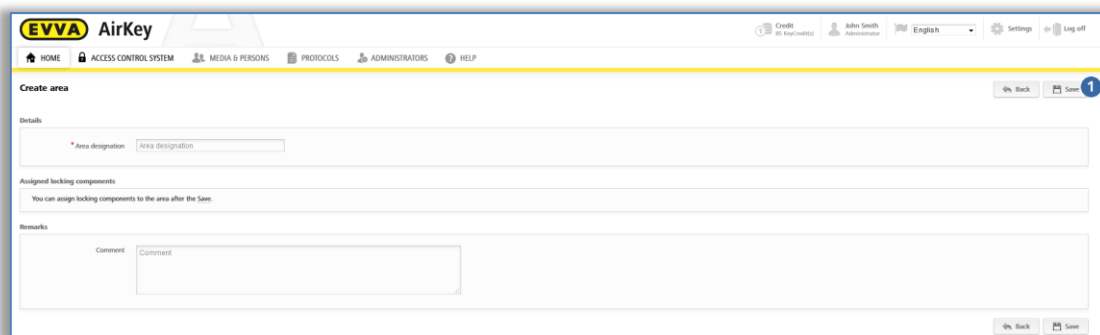 EVVA AirKey
Credit
85 KeyCredit(s)
John Smith
Administrator
English
Settings
Log off
HOME ACCESS CONTROL SYSTEM MEDIA & PERSONS PROTOCOLS ADMINISTRATORS HELP
Create area
Back Save 1
Details
* Area designation Area designation
Assigned locking components
You can assign locking components to the area after the Save.
Remarks
Comment Comment
Back Save